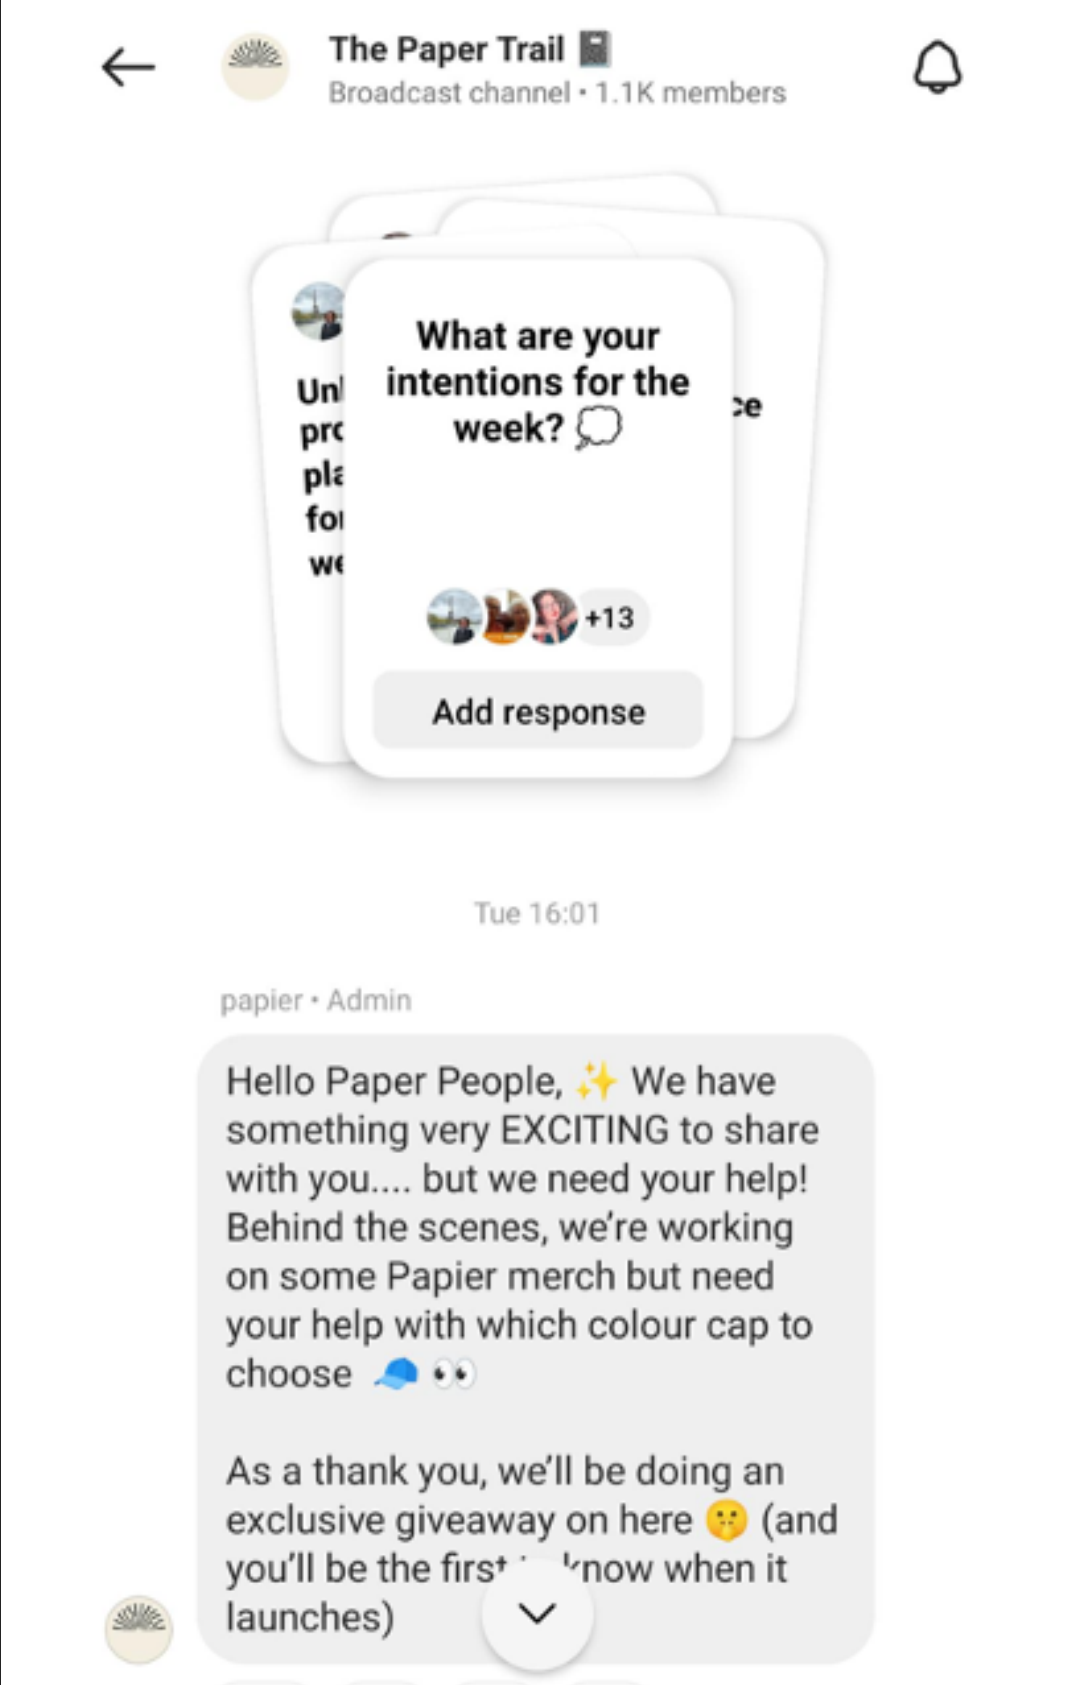 The Paper Trail 📓
Broadcast channel • 1.1K members
What are your
intentions for the
week? 💭
+13
Add response
Tue 16:01
papier • Admin
Hello Paper People, ✨ We have
something very EXCITING to share
with you.... but we need your help!
Behind the scenes, we're working
on some Papier merch but need
your help with which colour cap to
choose 🧢 👀
As a thank you, we'll be doing an
exclusive giveaway on here 🤫 (and
you'll be the first know when it
launches)